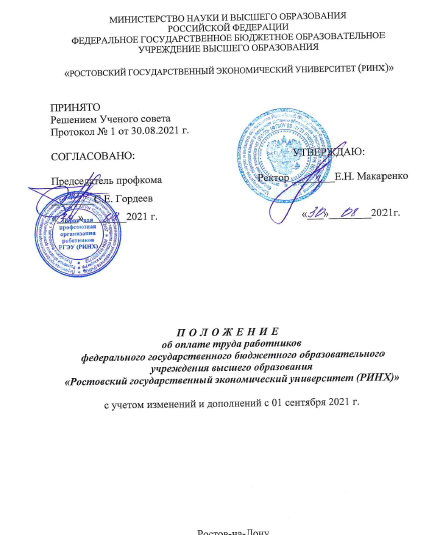 МИНИСТЕРСТВО НАУКИ И ВЫСШЕГО ОБРАЗОВАНИЯ
РОССИЙСКОЙ ФЕДЕРАЦИИ
ФЕДЕРАЛЬНОЕ ГОСУДАРСТВЕННОЕ БЮДЖЕТНОЕ ОБРАЗОВАТЕЛЬНОЕ
УЧРЕЖДЕНИЕ ВЫСШЕГО ОБРАЗОВАНИЯ
«РОСТОВСКИЙ ГОСУДАРСТВЕННЫЙ ЭКОНОМИЧЕСКИЙ УНИВЕРСИТЕТ (РИНХ)»
ПРИНЯТО
Решением Ученого совета
Протокол № 1 от 30.08.2021 г.
СОГЛАСОВАНО:
Председатель профкома
С.Е. Гордеев
08 2021 г.
профсоюзная
организация
работников
РГЭУ (РИНХ)
УТВЕРЖДАЮ:
Ректор Е.Н. Макаренко
«30» 08 2021г.
П О Л О Ж Е Н И Е
об оплате труда работников
федерального государственного бюджетного образовательного
учреждения высшего образования
«Ростовский государственный экономический университет (РИНХ)»
с учетом изменений и дополнений с 01 сентября 2021 г.
Ростов-на-Дону